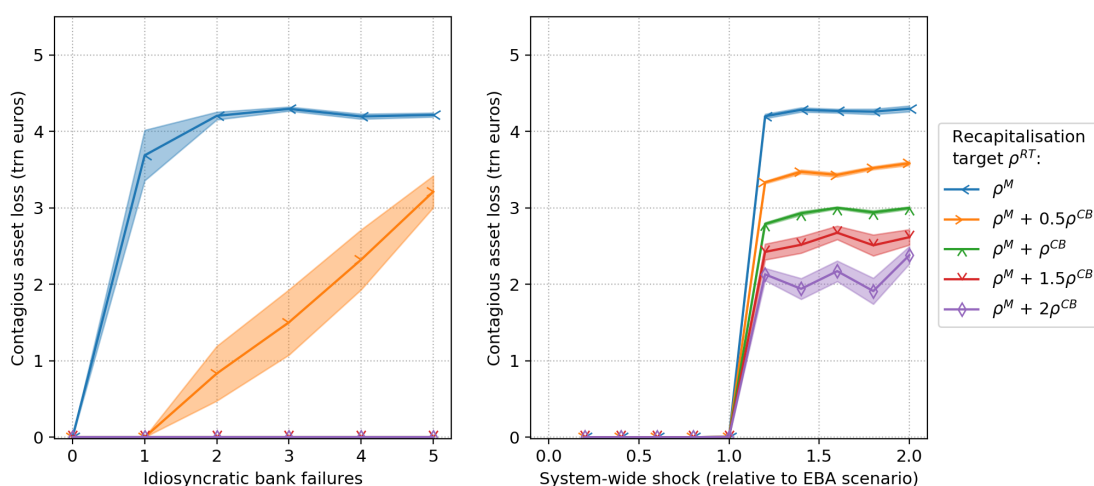 5
4
3
2
1
0
Contagious asset loss (trn euros)
0 1 2 3 4 5
Idiosyncratic bank failures
5
4
3
2
1
0
Contagious asset loss (trn euros)
0.0 0.5 1.0 1.5 2.0
System-wide shock (relative to EBA scenario)
Recapitalisation
target ρ^{RT}:
ρ^{M}
ρ^{M} + 0.5ρ^{CB}
ρ^{M} + ρ^{CB}
ρ^{M} + 1.5ρ^{CB}
ρ^{M} + 2ρ^{CB}